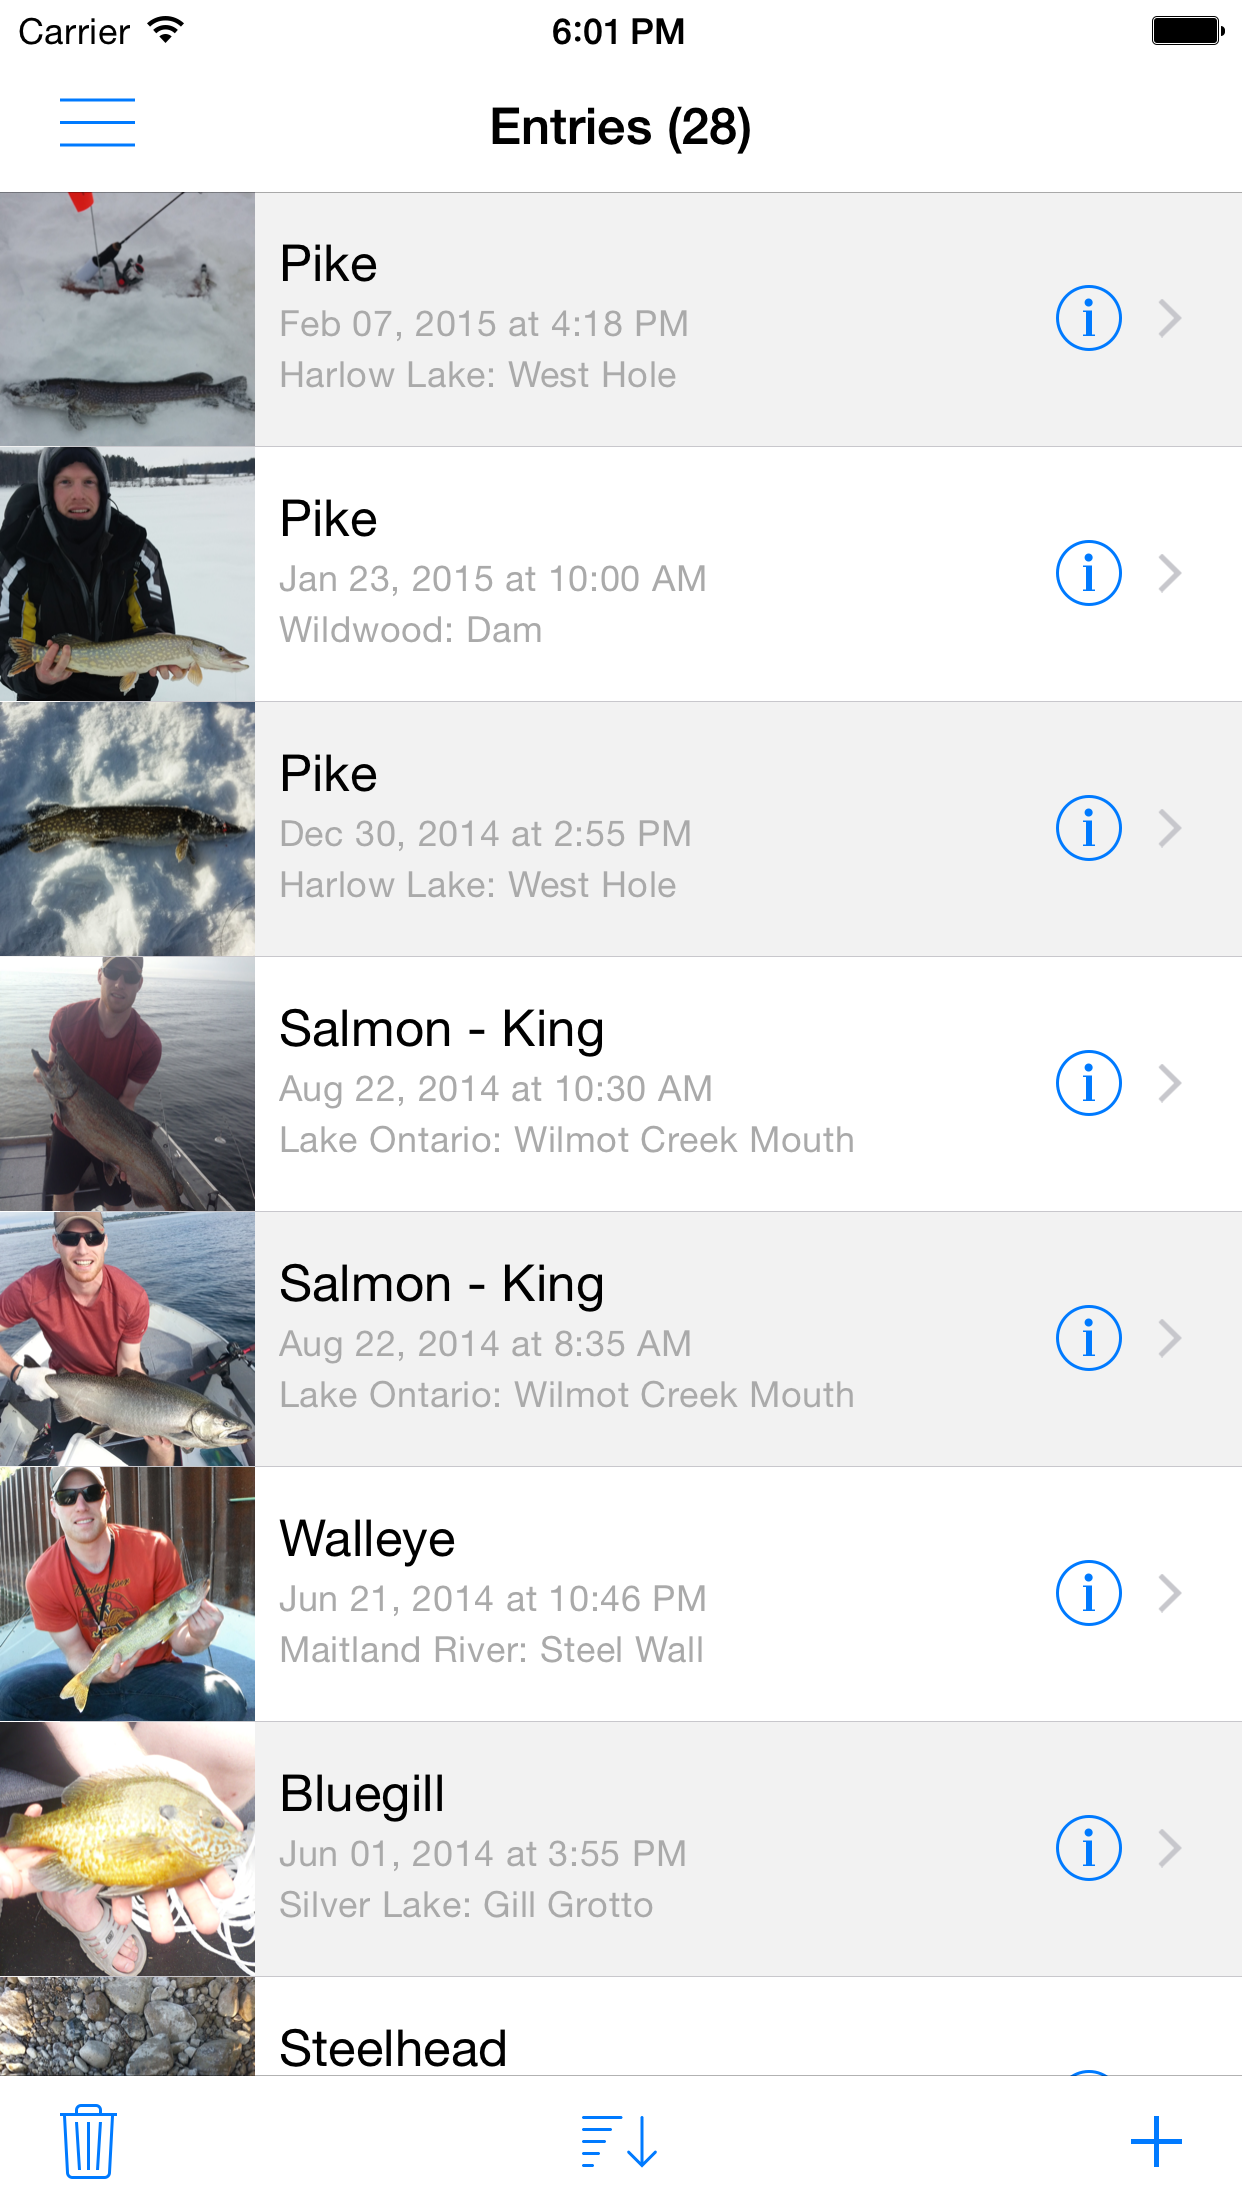 Carrier 6:01 PM
Entries (28)
Pike
Feb 07, 2015 at 4:18 PM
Harlow Lake: West Hole
Pike
Jan 23, 2015 at 10:00 AM
Wildwood: Dam
Pike
Dec 30, 2014 at 2:55 PM
Harlow Lake: West Hole
Salmon - King
Aug 22, 2014 at 10:30 AM
Lake Ontario: Wilmot Creek Mouth
Salmon - King
Aug 22, 2014 at 8:35 AM
Lake Ontario: Wilmot Creek Mouth
Budweiser
Walleye
Jun 21, 2014 at 10:46 PM
Maitland River: Steel Wall
Bluegill
Jun 01, 2014 at 3:55 PM
Silver Lake: Gill Grotto
Steelhead